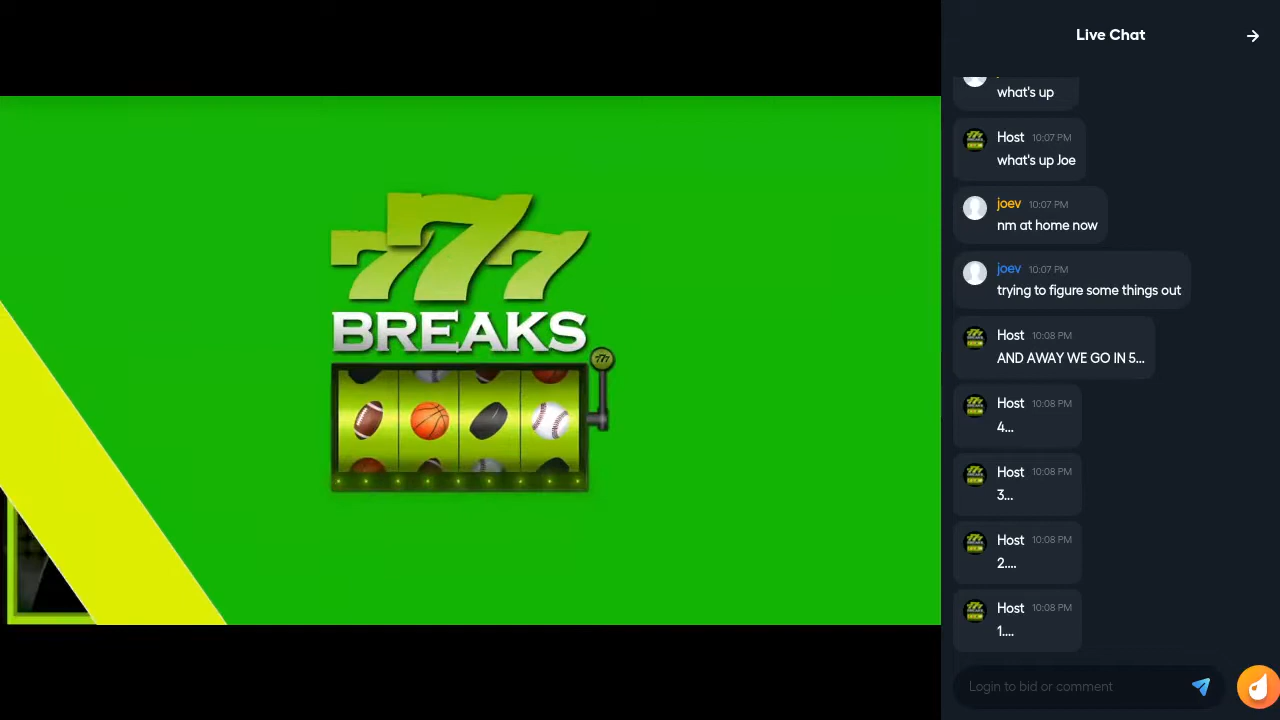 777
BREAKS
777
Live Chat
what's up
Host 10:07 PM
what's up Joe
joev 10:07 PM
nm at home now
joev 10:07 PM
trying to figure some things out
Host 10:08 PM
AND AWAY WE GO IN 5...
Host 10:08 PM
4...
Host 10:08 PM
3...
Host 10:08 PM
2....
Host 10:08 PM
1....
Login to bid or comment